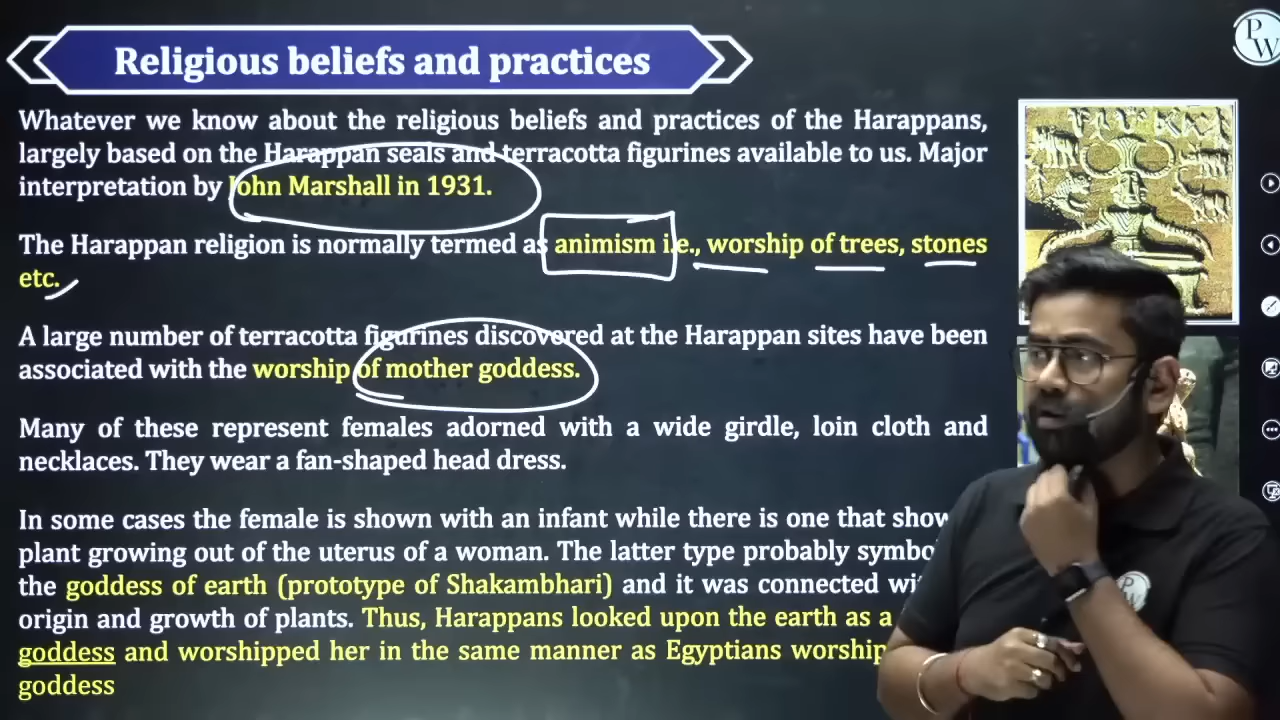 Religious beliefs and practices
PW
Whatever we know about the religious beliefs and practices of the Harappans,
largely based on the Harappan seals and terracotta figurines available to us. Major
interpretation by John Marshall in 1931.
The Harappan religion is normally termed as animism i.e., worship of trees, stones
etc.
A large number of terracotta figurines discovered at the Harappan sites have been
associated with the worship of mother goddess.
Many of these represent females adorned with a wide girdle, loin cloth and
necklaces. They wear a fan-shaped head dress.
In some cases the female is shown with an infant while there is one that show
plant growing out of the uterus of a woman. The latter type probably symbo
the goddess of earth (prototype of Shakambhari) and it was connected wi
origin and growth of plants. Thus, Harappans looked upon the earth as a
goddess and worshipped her in the same manner as Egyptians worship
goddess
PW